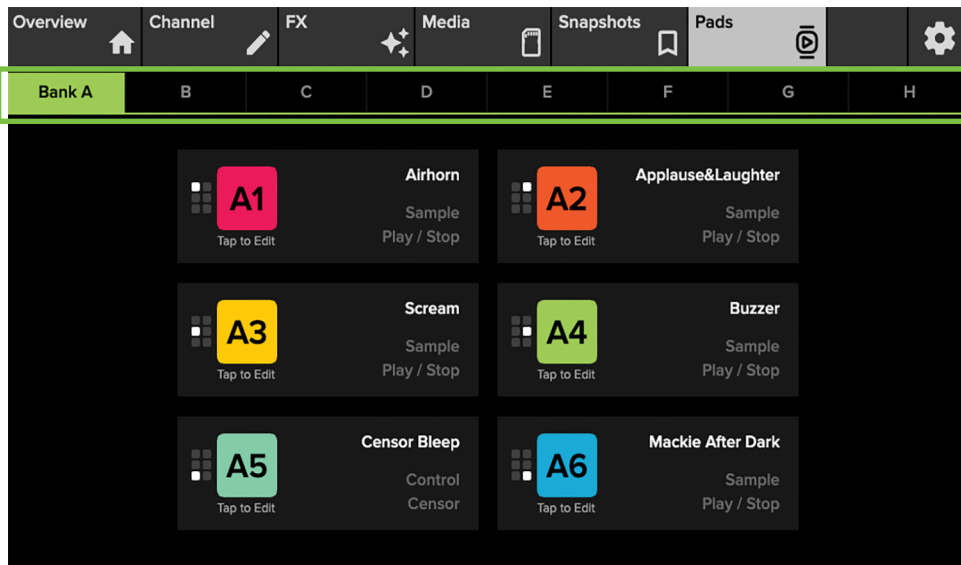 Overview
Channel
FX
Media
Snapshots
Pads
Bank A
B
C
D
E
F
G
H
A1
Tap to Edit
Airhorn
Sample
Play / Stop
A2
Tap to Edit
Applause&Laughter
Sample
Play / Stop
A3
Tap to Edit
Scream
Sample
Play / Stop
A4
Tap to Edit
Buzzer
Sample
Play / Stop
A5
Tap to Edit
Censor Bleep
Control
Censor
A6
Tap to Edit
Mackie After Dark
Sample
Play / Stop